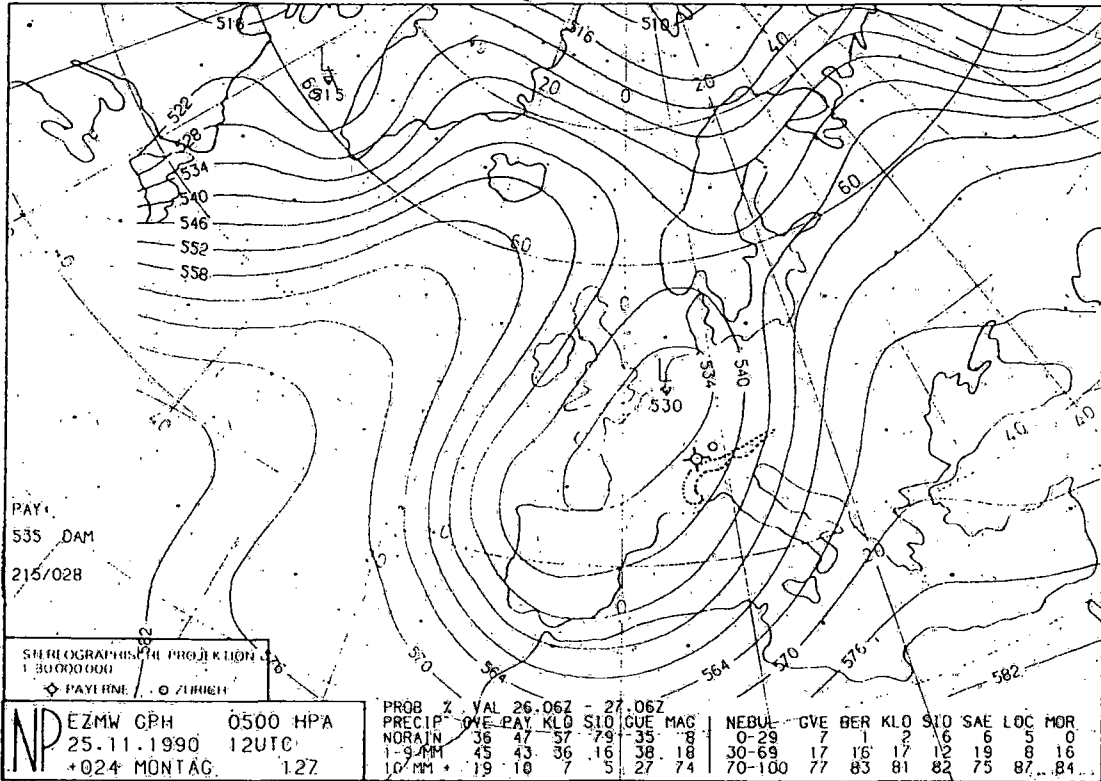 516
516
510
40
60
515
20
0
20
522
528
534
540
546
552
558
60
60
0
534
540
530
40
40
40
PAY
535 DAM
215/028
20
0
0
582
576
570
564
564
570
576
582
STEREOGRAPHISCHE PROJEKTION
1 30000000
PAYERNE O ZURICH
NP
EZMW GPH 0500 HPA
25.11.1990 12UTC
+024 MONTAG 127
PROB % VAL 26.06Z - 27.06Z
PRECIP GVE PAY KLO SIO GUE MAG
NORAIN 36 47 57 79 35 8
1-9 MM 45 43 36 16 38 18
10 MM + 19 10 7 5 27 74
NEBUL GVE BER KLO SIO SAE LOC MOR
0-29 7 1 2 6 6 5 0
30-69 17 16 17 12 19 8 16
70-100 77 83 81 82 75 87 84